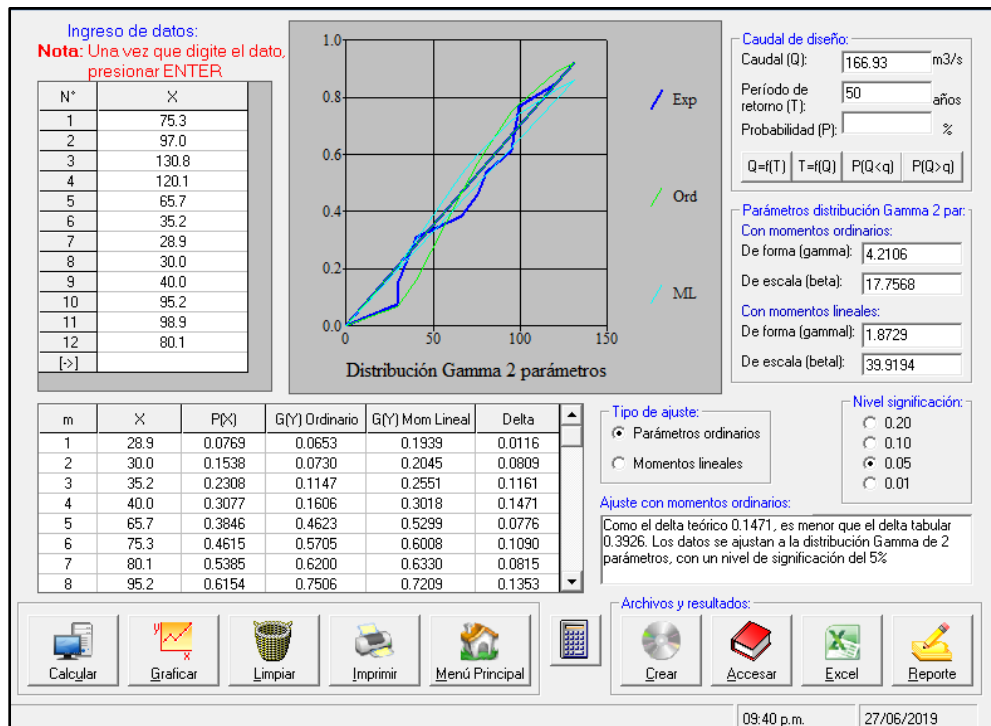 Ingreso de datos:
Nota: Una vez que digite el dato,
presionar ENTER
N° X
1 75.3
2 97.0
3 130.8
4 120.1
5 65.7
6 35.2
7 28.9
8 30.0
9 40.0
10 95.2
11 98.9
12 80.1
[->]
1.0
0.8
0.6
0.4
0.2
0.0
0 50 100 150
Exp
Ord
ML
Distribución Gamma 2 parámetros
Caudal de diseño:
Caudal (Q): 166.93 m3/s
Período de
retorno (T): 50 años
Probabilidad (P): %
Q=f(T) T=f(Q) P(Q<q) P(Q>q)
Parámetros distribución Gamma 2 par:
Con momentos ordinarios:
De forma (gamma): 4.2106
De escala (beta): 17.7568
Con momentos lineales:
De forma (gammal): 1.8729
De escala (betal): 39.9194
m X P(X) G(Y) Ordinario G(Y) Mom Lineal Delta
1 28.9 0.0769 0.0653 0.1939 0.0116
2 30.0 0.1538 0.0730 0.2045 0.0809
3 35.2 0.2308 0.1147 0.2551 0.1161
4 40.0 0.3077 0.1606 0.3018 0.1471
5 65.7 0.3846 0.4623 0.5299 0.0776
6 75.3 0.4615 0.5705 0.6008 0.1090
7 80.1 0.5385 0.6200 0.6330 0.0815
8 95.2 0.6154 0.7506 0.7209 0.1353
Tipo de ajuste:
Parámetros ordinarios
Momentos lineales
Nivel significación:
0.20
0.10
0.05
0.01
Ajuste con momentos ordinarios:
Como el delta teórico 0.1471, es menor que el delta tabular
0.3926. Los datos se ajustan a la distribución Gamma de 2
parámetros, con un nivel de significación del 5%
Calcular Graficar Limpiar Imprimir Menú Principal
Archivos y resultados:
Crear Accesar Excel Reporte
09:40 p.m. 27/06/2019